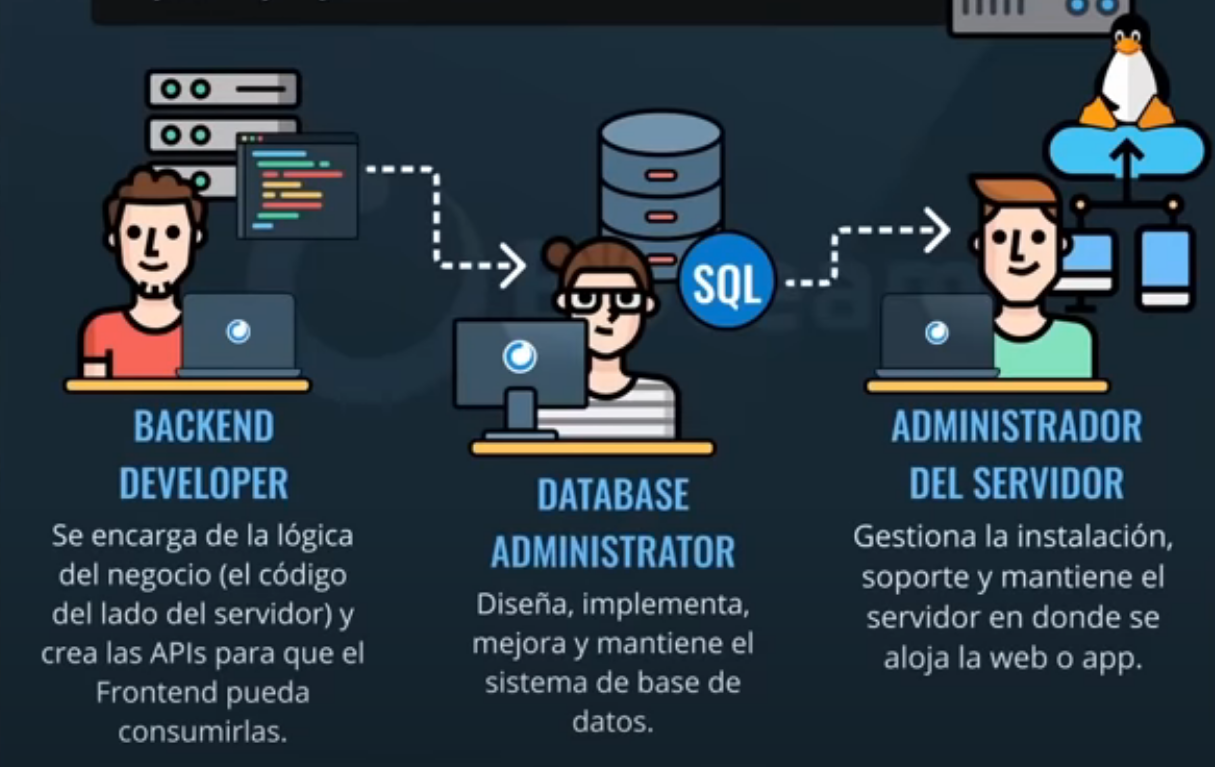 SQL
BACKEND
DEVELOPER
Se encarga de la lógica
del negocio (el código
del lado del servidor) y
crea las APIs para que el
Frontend pueda
consumirlas.
DATABASE
ADMINISTRATOR
Diseña, implementa,
mejora y mantiene el
sistema de base de
datos.
ADMINISTRADOR
DEL SERVIDOR
Gestiona la instalación,
soporte y mantiene el
servidor en donde se
aloja la web o app.